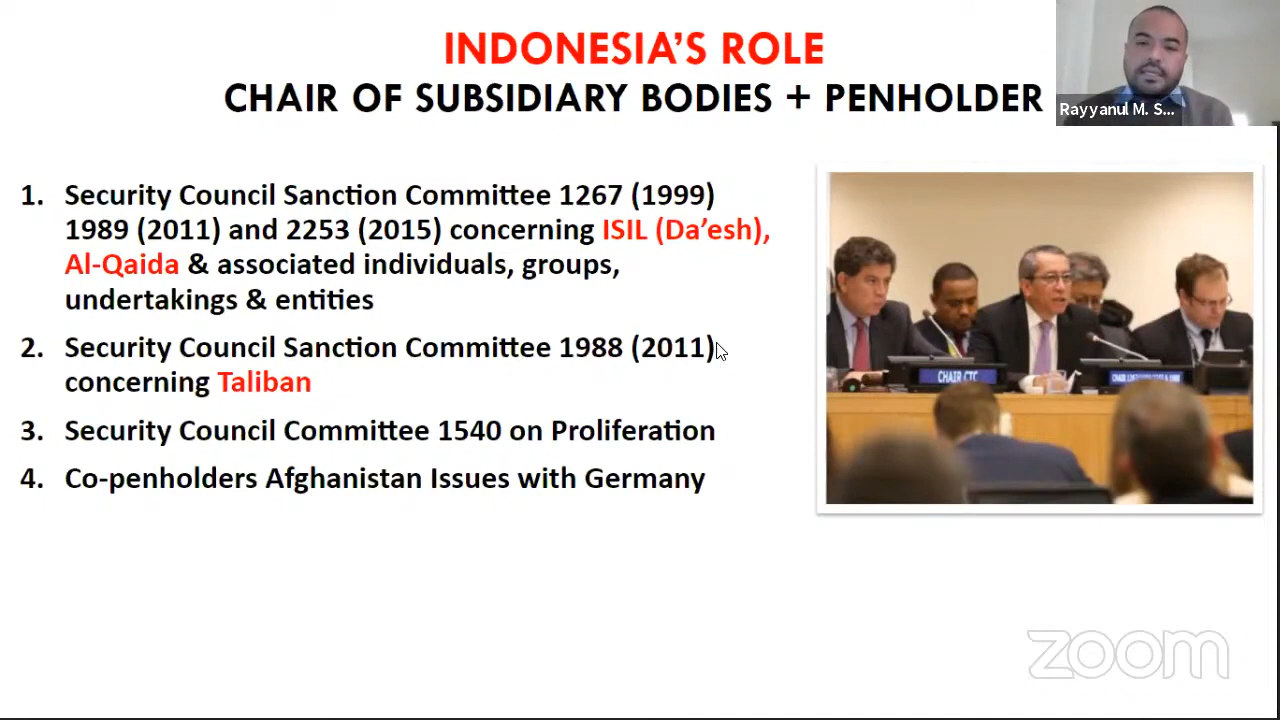 INDONESIA’S ROLE
CHAIR OF SUBSIDIARY BODIES + PENHOLDER
Rayyanul M. S...
1. Security Council Sanction Committee 1267 (1999)
1989 (2011) and 2253 (2015) concerning ISIL (Da’esh),
Al-Qaida & associated individuals, groups,
undertakings & entities
2. Security Council Sanction Committee 1988 (2011)
concerning Taliban
3. Security Council Committee 1540 on Proliferation
4. Co-penholders Afghanistan Issues with Germany
CHAIR CTC
CHAIR
zoom